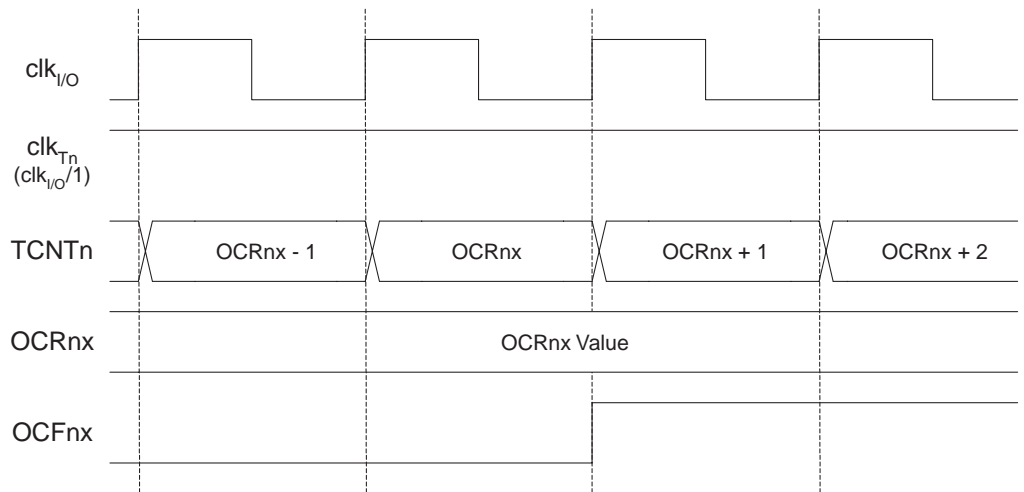 clkI/O
clkTn
(clkI/O/1)
TCNTn OCRnx - 1 OCRnx OCRnx + 1 OCRnx + 2
OCRnx OCRnx Value
OCFnx